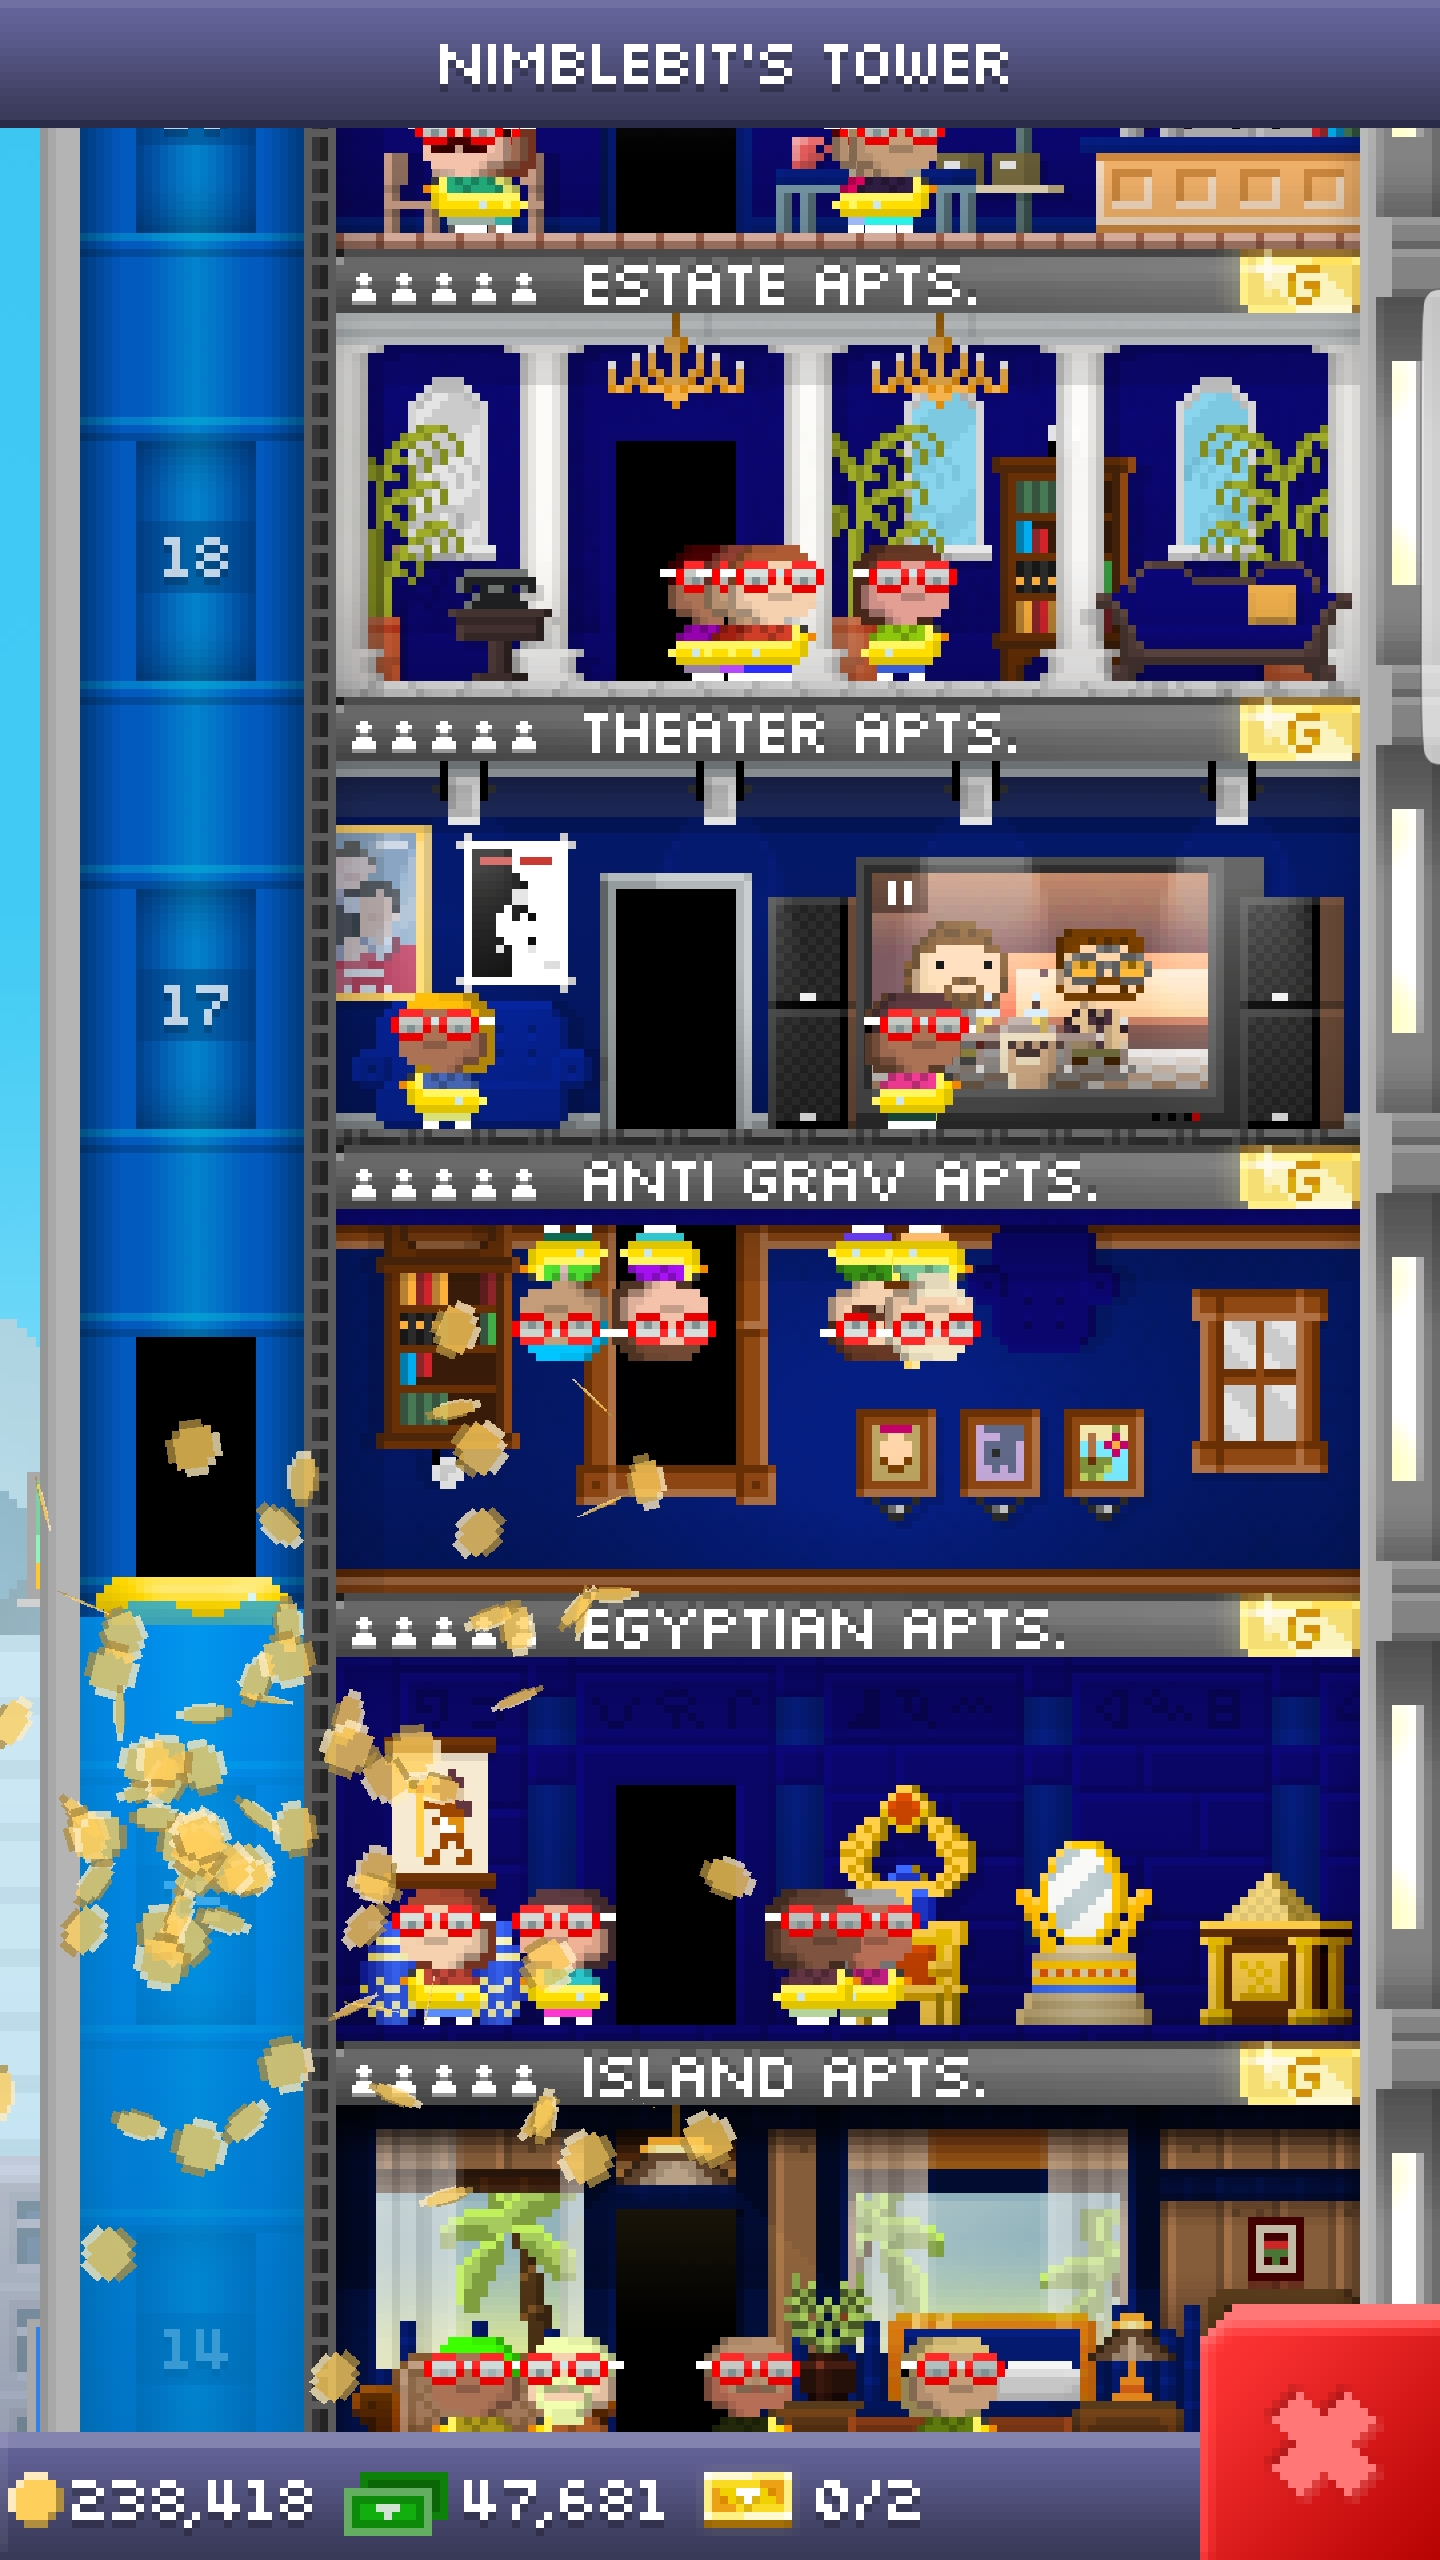 NIMBLEBIT'S TOWER
ESTATE APTS. G
18
THEATER APTS. G
17
ANTI GRAV APTS. G
EGYPTIAN APTS. G
ISLAND APTS. G
14
238,418 47,681 0/2